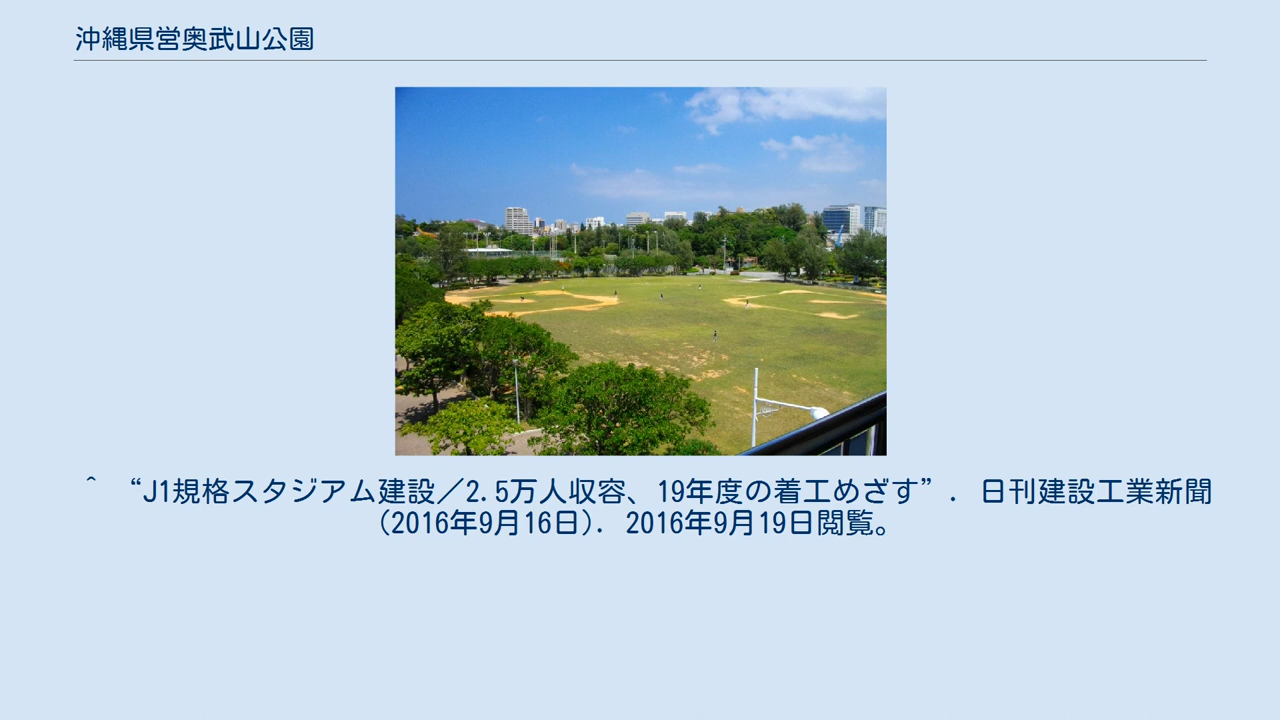 沖縄県営奥武山公園
^ “J1規格スタジアム建設／2.5万人収容、19年度の着工めざす”. 日刊建設工業新聞
(2016年9月16日). 2016年9月19日閲覧。